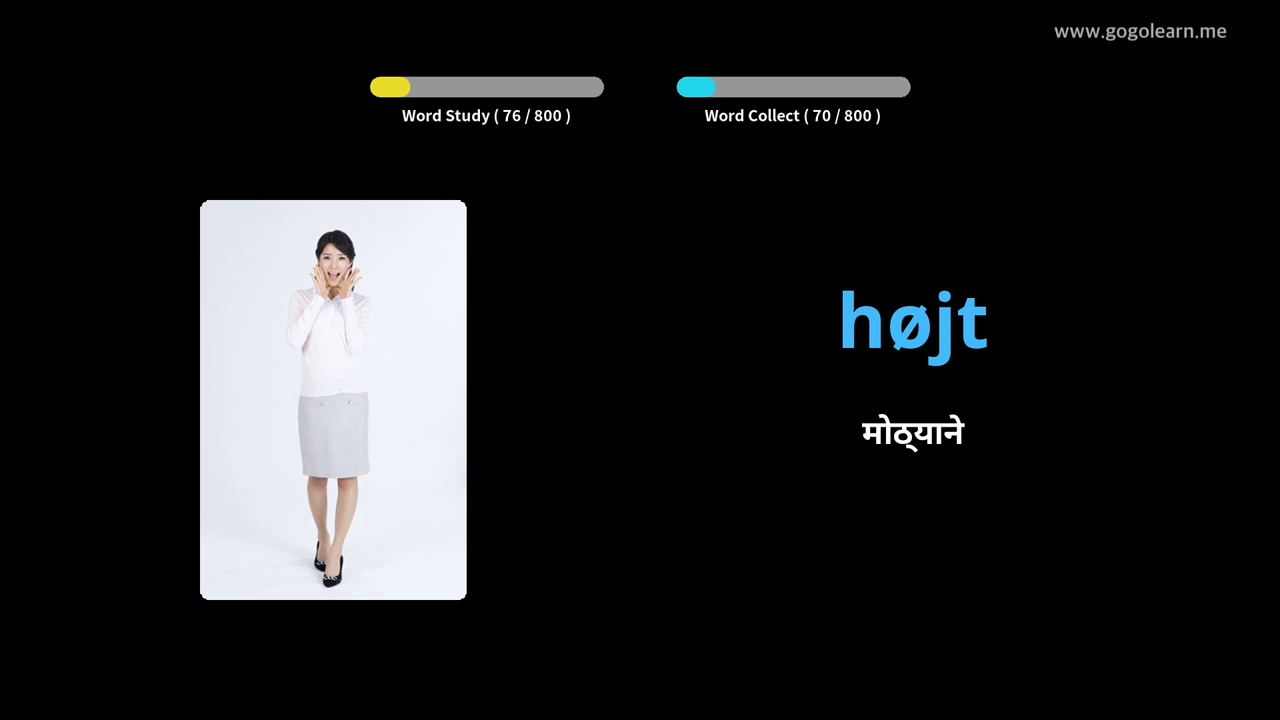 www.gogolearn.me
Word Study ( 76 / 800 )
Word Collect ( 70 / 800 )
højt
मोठ्याने